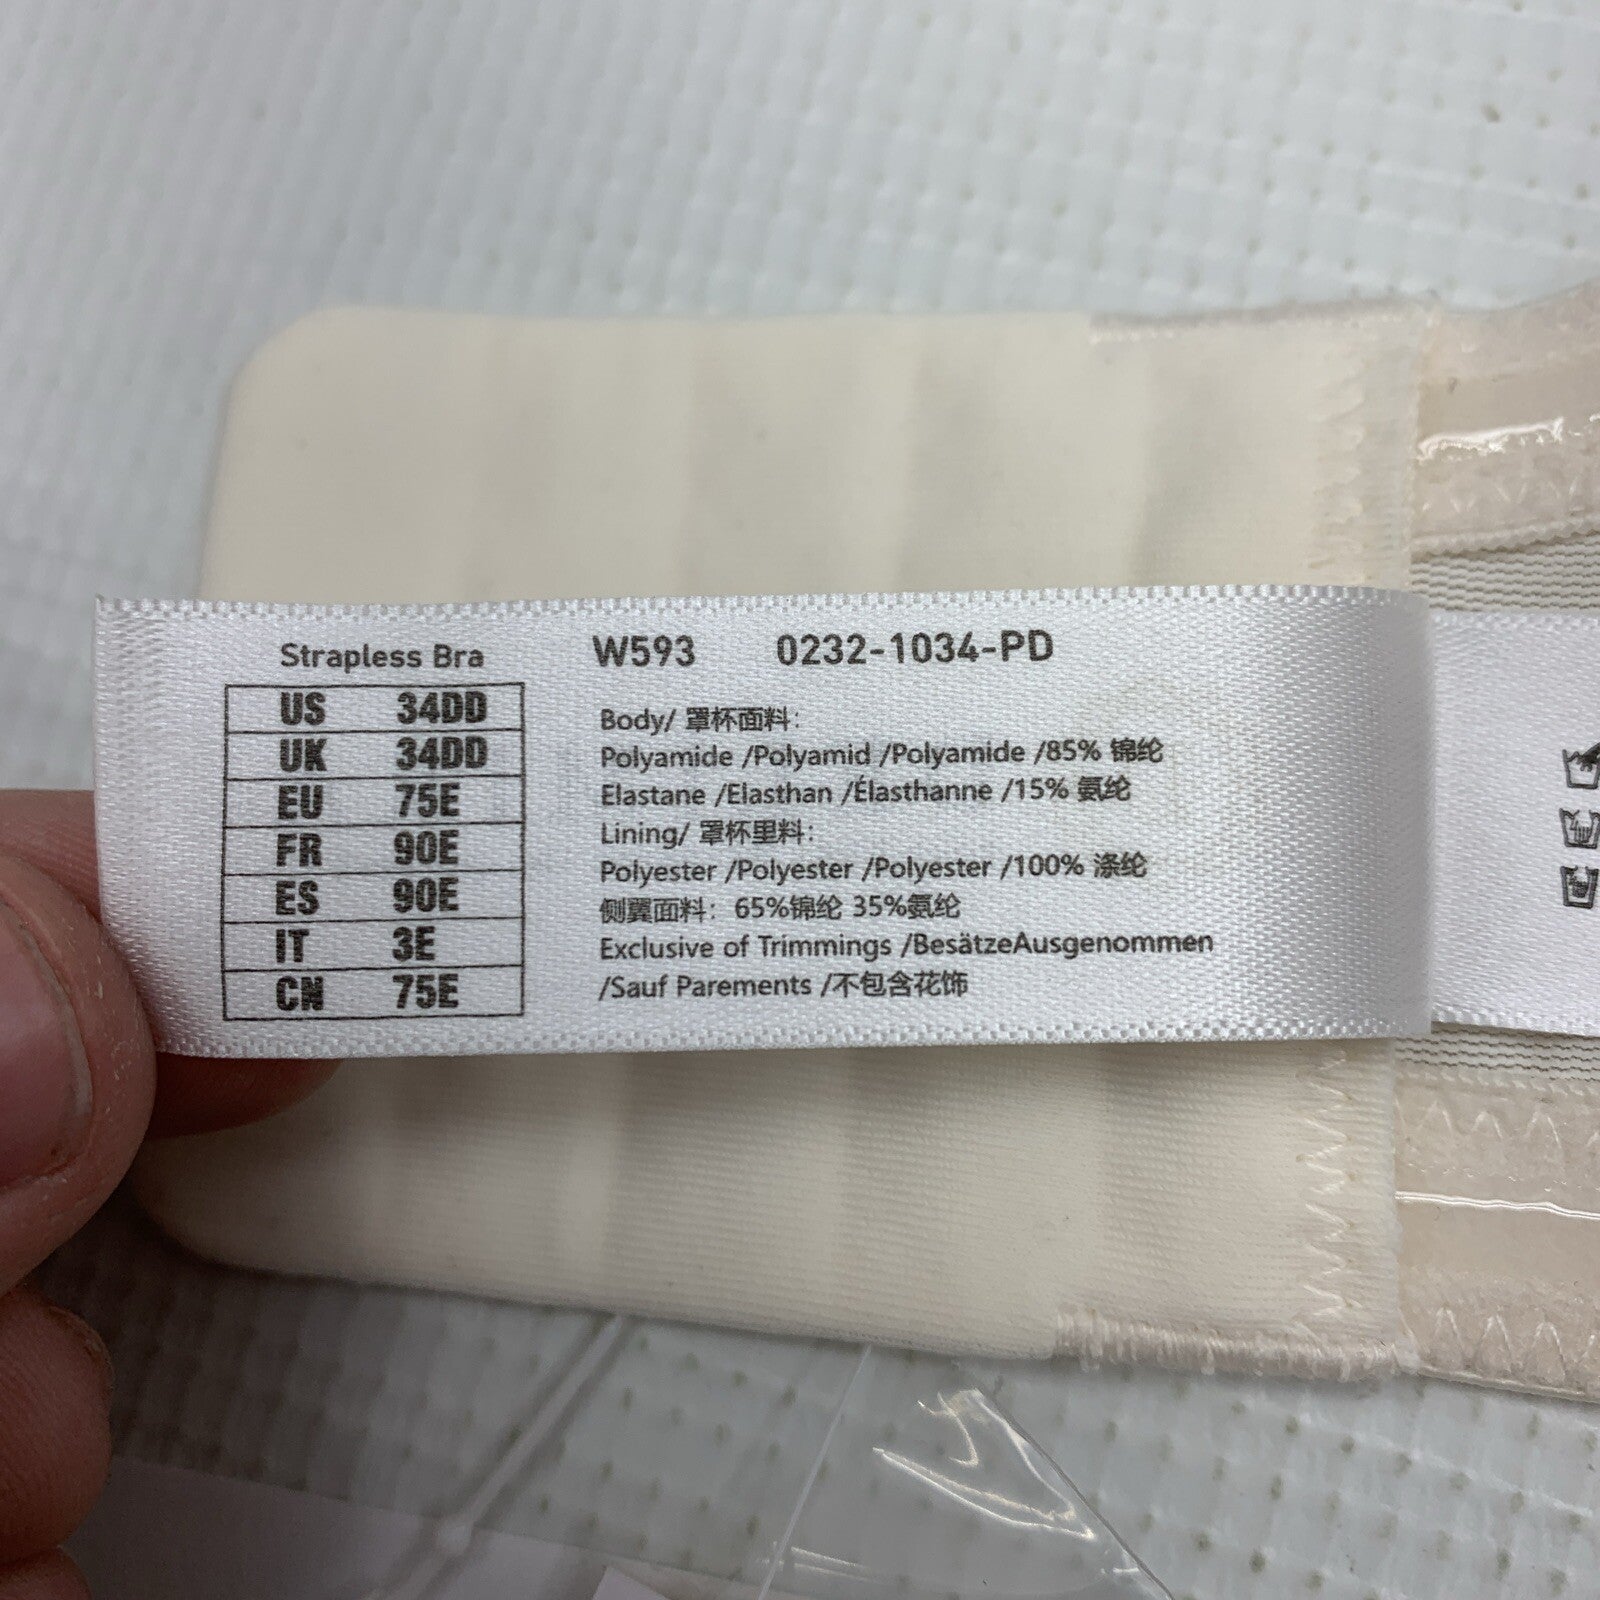 Strapless Bra
US 34DD
UK 34DD
EU 75E
FR 90E
ES 90E
IT 3E
CN 75E
W593 0232-1034-PD
Body/ 罩杯面料:
Polyamide /Polyamid /Polyamide /85% 锦纶
Elastane /Elasthan /Élasthanne /15% 氨纶
Lining/ 罩杯里料:
Polyester /Polyester /Polyester /100% 涤纶
侧翼面料: 65%锦纶 35%氨纶
Exclusive of Trimmings /BesätzeAusgenommen
/Sauf Parements /不包含花饰